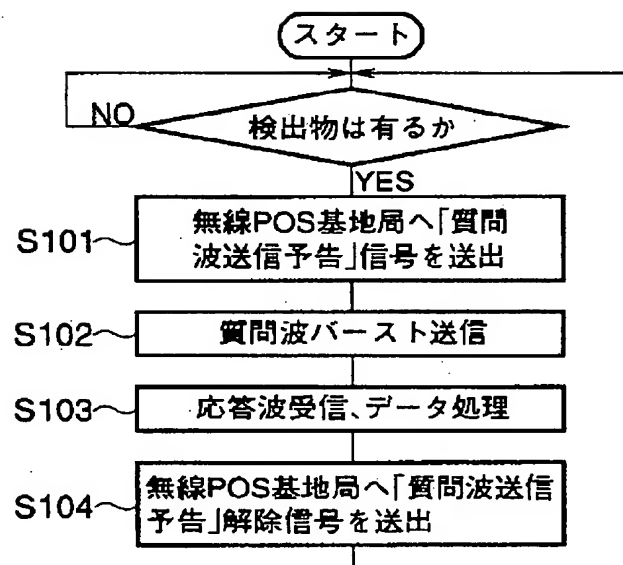 スタート
NO
検出物は有るか
YES
S101
無線POS基地局へ「質問
波送信予告」信号を送出
S102
質問波バースト送信
S103
応答波受信、データ処理
S104
無線POS基地局へ「質問波送信
予告」解除信号を送出